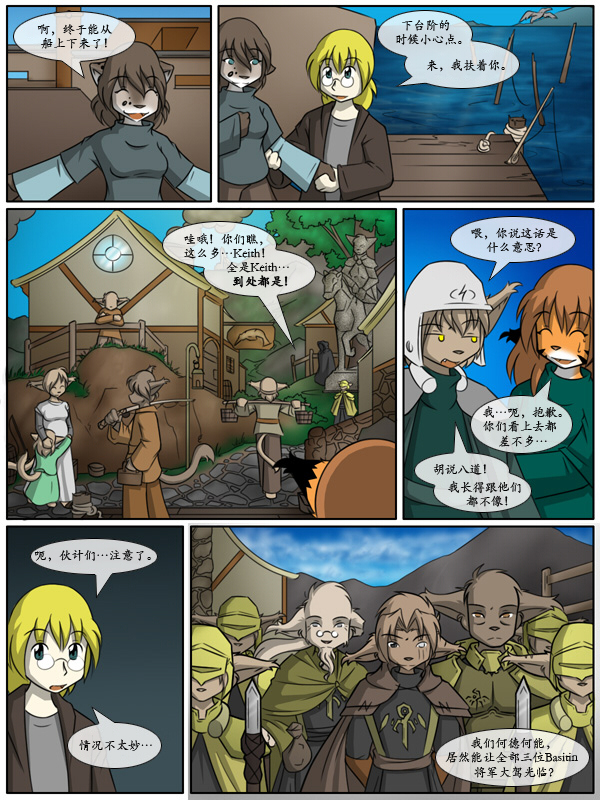 啊，终于能从
船上下来了！
下台阶的
时候小心点。
来，我扶着你。
哇哦！你们瞧，
这么多…Keith！
全是Keith…
到处都是！
喂，你说这话是
什么意思？
我…呃，抱歉。
你们看上去都
差不多…
胡说八道！
我长得跟他们
都不像！
呃，伙计们…注意了。
情况不太妙…
我们何德何能，
居然能让全部三位Basitin
将军大驾光临？